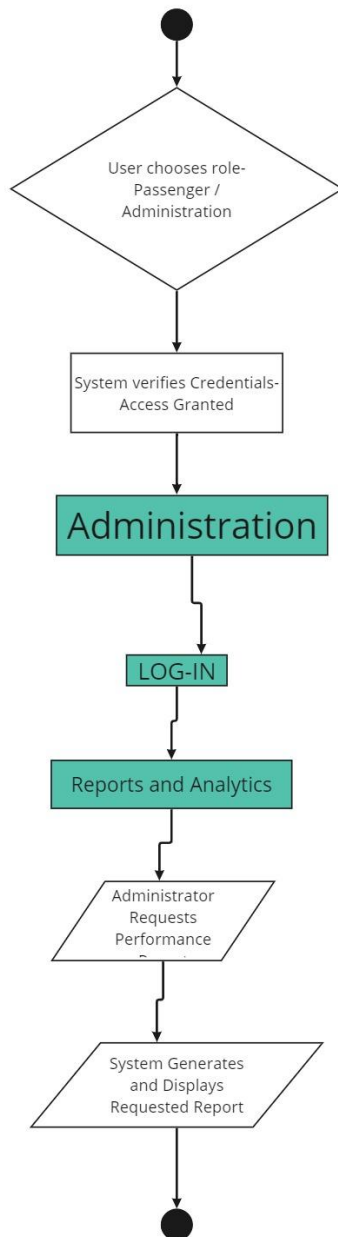 User chooses role-
Passenger /
Administration
System verifies Credentials-
Access Granted
Administration
LOG-IN
Reports and Analytics
Administrator
Requests
Performance
System Generates
and Displays
Requested Report